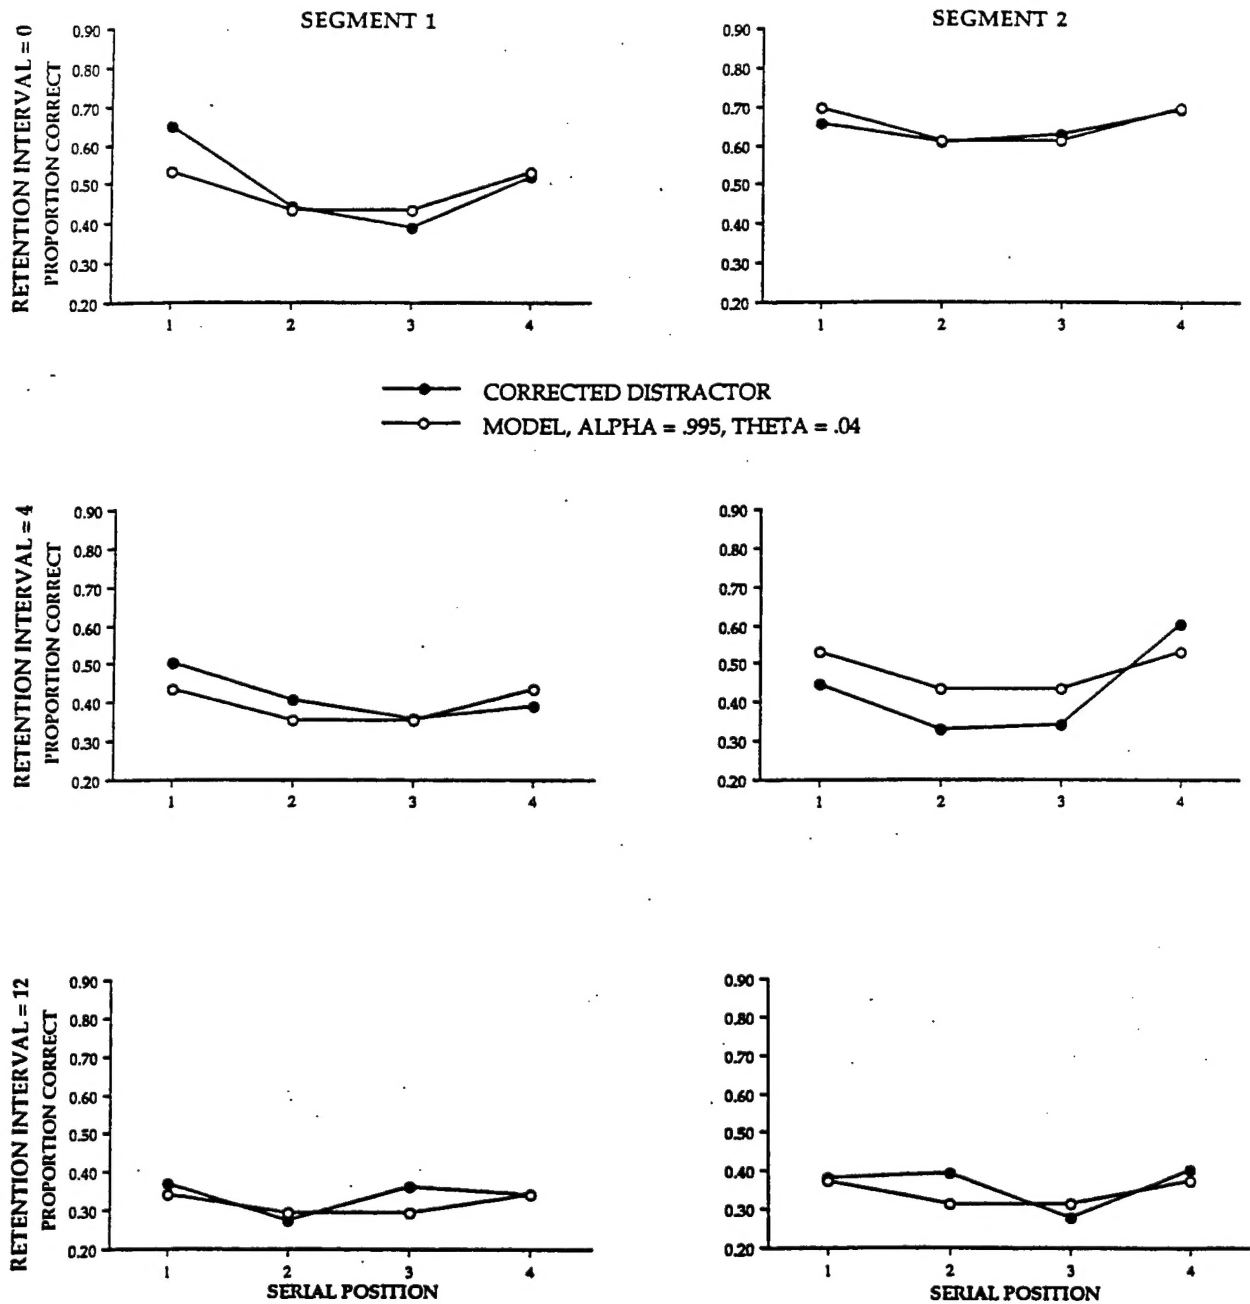 SEGMENT 1
SEGMENT 2
RETENTION INTERVAL = 0
PROPORTION CORRECT
0.90
0.80
0.70
0.60
0.50
0.40
0.30
0.20
1 2 3 4
0.90
0.80
0.70
0.60
0.50
0.40
0.30
0.20
1 2 3 4
CORRECTED DISTRACTOR
MODEL, ALPHA = .995, THETA = .04
RETENTION INTERVAL = 4
PROPORTION CORRECT
0.90
0.80
0.70
0.60
0.50
0.40
0.30
0.20
1 2 3 4
0.90
0.80
0.70
0.60
0.50
0.40
0.30
0.20
1 2 3 4
RETENTION INTERVAL = 12
PROPORTION CORRECT
0.90
0.80
0.70
0.60
0.50
0.40
0.30
0.20
1 2 3 4
SERIAL POSITION
0.90
0.80
0.70
0.60
0.50
0.40
0.30
0.20
1 2 3 4
SERIAL POSITION